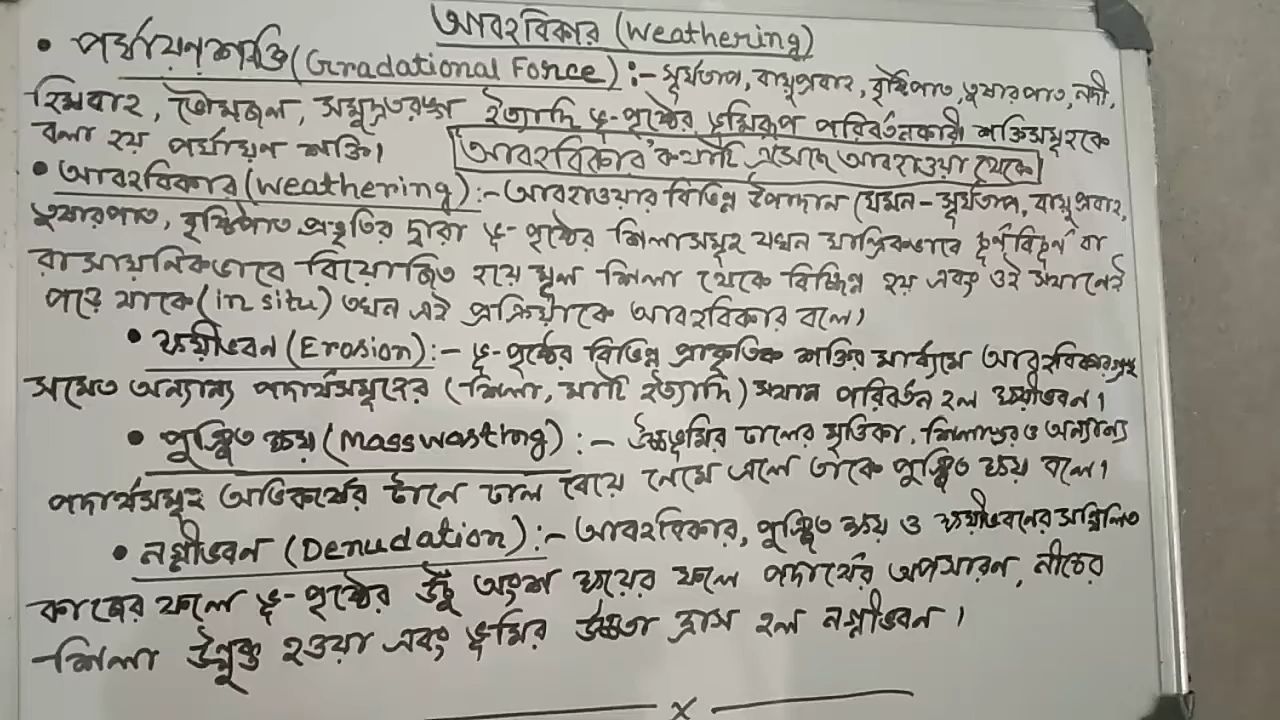 আবহবিকার (Weathering)
• পর্যায়ণ শক্তি (Gradational Force) :- সূর্যতাপ, বায়ুপ্রবাহ, বৃষ্টিপাত, তুষারপাত, নদী,
হিমবাহ, ভৌমজল, সমুদ্রতরঙ্গ ইত্যাদি ভূ-পৃষ্ঠের ভূমিরূপ পরিবর্তনকারী শক্তিসমূহকে
বলা হয় পর্যায়ণ শক্তি।
'আবহবিকার' কথাটি এসেছে আবহাওয়া থেকে
• আবহবিকার (Weathering) :- আবহাওয়ার বিভিন্ন উপাদান (যেমন - সূর্যতাপ, বায়ুপ্রবাহ,
তুষারপাত, বৃষ্টিপাত প্রভৃতির দ্বারা ভূ-পৃষ্ঠের শিলাসমূহ যখন যান্ত্রিকভাবে চূর্ণবিচূর্ণ বা
রাসায়নিকভাবে বিয়োজিত হয়ে মূল শিলা থেকে বিচ্ছিন্ন হয় এবং ওই স্থানেই
পড়ে থাকে (in situ) তখন এই প্রক্রিয়াকে আবহবিকার বলে।
• ক্ষয়ীভবন (Erosion) :- ভূ-পৃষ্ঠের বিভিন্ন প্রাকৃতিক শক্তির মাধ্যমে আবহবিকারগ্রস্থ
সমেত অন্যান্য পদার্থসমূহের (শিলা, মাটি ইত্যাদি) স্থান পরিবর্তন হল ক্ষয়ীভবন।
• পুঞ্জিত ক্ষয় (Mass wasting) :- উচ্চভূমির ঢালের মৃত্তিকা, শিলাস্তর ও অন্যান্য
পদার্থসমূহ অভিকর্ষের টানে ঢাল বেয়ে নেমে এলে তাকে পুঞ্জিত ক্ষয় বলে।
• নগ্নীভবন (Denudation) :- আবহবিকার, পুঞ্জিত ক্ষয় ও ক্ষয়ীভবনের সম্মিলিত
কাজের ফলে ভূ-পৃষ্ঠের উঁচু অংশ ক্ষয়ের ফলে পদার্থের অপসারন, নীচের
শিলা উন্মুক্ত হওয়া এবং ভূমির উচ্চতা হ্রাস হল নগ্নীভবন।
x